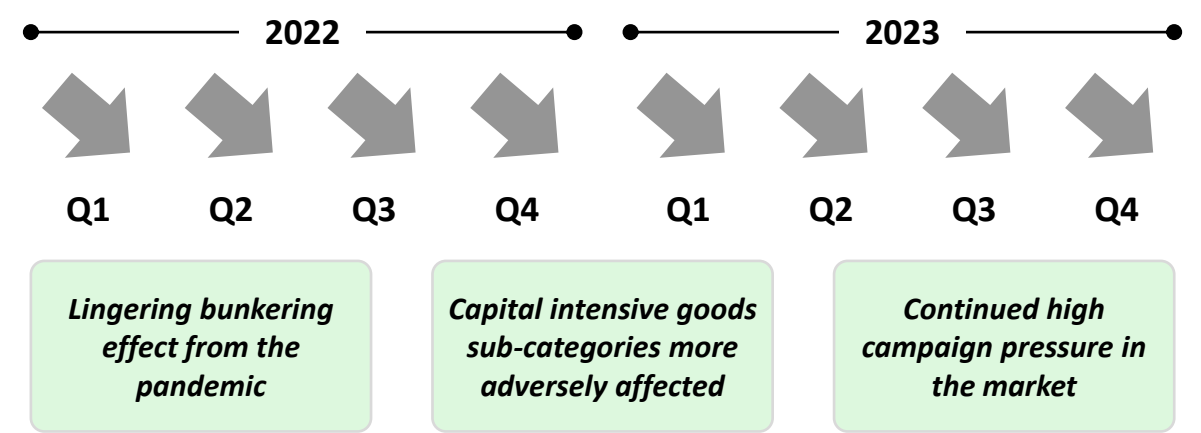 2022 2023
Q1 Q2 Q3 Q4 Q1 Q2 Q3 Q4
Lingering bunkering
effect from the
pandemic
Capital intensive goods
sub-categories more
adversely affected
Continued high
campaign pressure in
the market